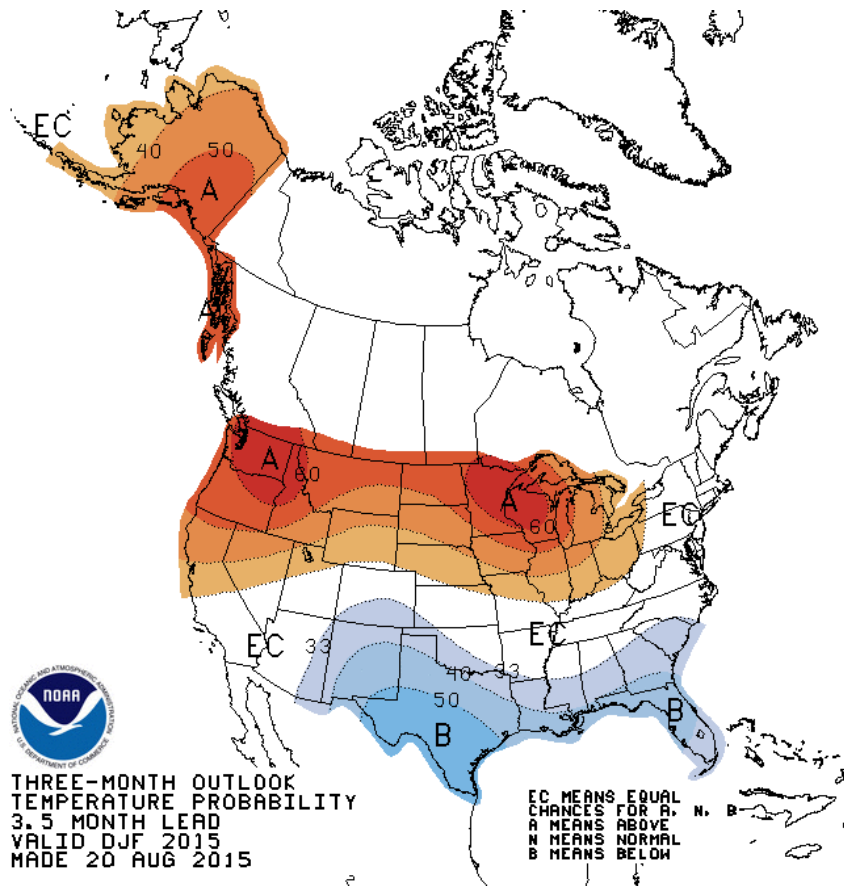 EC
40
50
A
A
A
60
A
60
EC
EC
33
EC
33
40
50
B
B
NATIONAL OCEANIC AND ATMOSPHERIC ADMINISTRATION
NOAA
U.S. DEPARTMENT OF COMMERCE
THREE-MONTH OUTLOOK
TEMPERATURE PROBABILITY
3.5 MONTH LEAD
VALID DJF 2015
MADE 20 AUG 2015
EC MEANS EQUAL
CHANCES FOR A, N, B
A MEANS ABOVE
N MEANS NORMAL
B MEANS BELOW